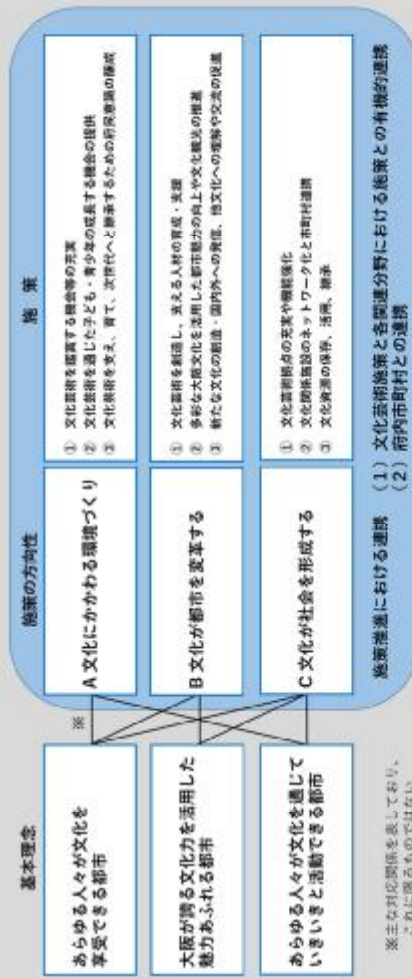 基本理念
施策の方向性
施 策
あらゆる人々が文化を
享受できる都市
大阪が誇る文化力を活用した
魅力あふれる都市
あらゆる人々が文化を通じて
いきいきと活動できる都市
※
A 文化にかかわる環境づくり
B 文化が都市を変革する
C 文化が社会を形成する
① 文化芸術を鑑賞する機会等の充実
② 文化芸術を通じた子ども・青少年の成長する機会の提供
③ 文化芸術を支え、育て、次世代へと継承するための府民意識の醸成
① 文化芸術を創造し、支える人材の育成・支援
② 多彩な大阪文化を活用した都市魅力の向上や文化観光の推進
③ 新たな文化の創造・国内外への発信、他文化への理解や交流の促進
① 文化芸術拠点の充実や機能強化
② 文化関係施設のネットワーク化と市町村連携
③ 文化資源の保存、活用、継承
施策推進における連携
(1) 文化芸術施策と各関連分野における施策との有機的連携
(2) 府内市町村との連携
※主な対応関係を表しており、
これに限るものではない